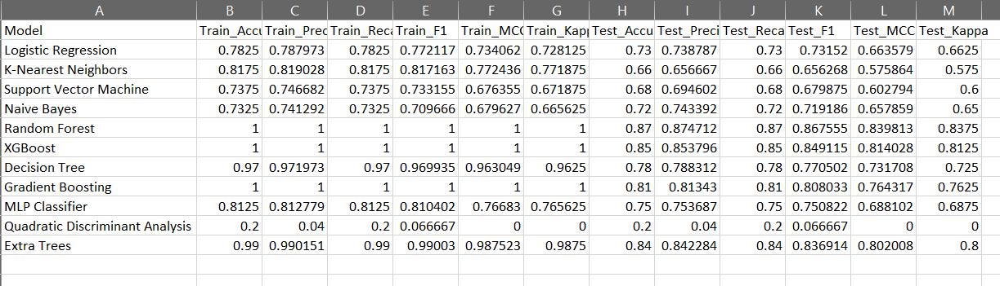 A B C D E F G H I J K L M
Model Train_Accu Train_Prec Train_Reca Train_F1 Train_MCC Train_Kapp Test_Accu Test_Preci Test_Reca Test_F1 Test_MCC Test_Kappa
Logistic Regression 0.7825 0.787973 0.7825 0.772117 0.734062 0.728125 0.73 0.738787 0.73 0.73152 0.663579 0.6625
K-Nearest Neighbors 0.8175 0.819028 0.8175 0.817163 0.772436 0.771875 0.66 0.656667 0.66 0.656268 0.575864 0.575
Support Vector Machine 0.7375 0.746682 0.7375 0.733155 0.676355 0.671875 0.68 0.694602 0.68 0.679875 0.602794 0.6
Naive Bayes 0.7325 0.741292 0.7325 0.709666 0.679627 0.665625 0.72 0.743392 0.72 0.719186 0.657859 0.65
Random Forest 1 1 1 1 1 1 0.87 0.874712 0.87 0.867555 0.839813 0.8375
XGBoost 1 1 1 1 1 1 0.85 0.853796 0.85 0.849115 0.814028 0.8125
Decision Tree 0.97 0.971973 0.97 0.969935 0.963049 0.9625 0.78 0.788312 0.78 0.770502 0.731708 0.725
Gradient Boosting 1 1 1 1 1 1 0.81 0.81343 0.81 0.808033 0.764317 0.7625
MLP Classifier 0.8125 0.812779 0.8125 0.810402 0.76683 0.765625 0.75 0.753687 0.75 0.750822 0.688102 0.6875
Quadratic Discriminant Analysis 0.2 0.04 0.2 0.066667 0 0 0.2 0.04 0.2 0.066667 0 0
Extra Trees 0.99 0.990151 0.99 0.99003 0.987523 0.9875 0.84 0.842284 0.84 0.836914 0.802008 0.8